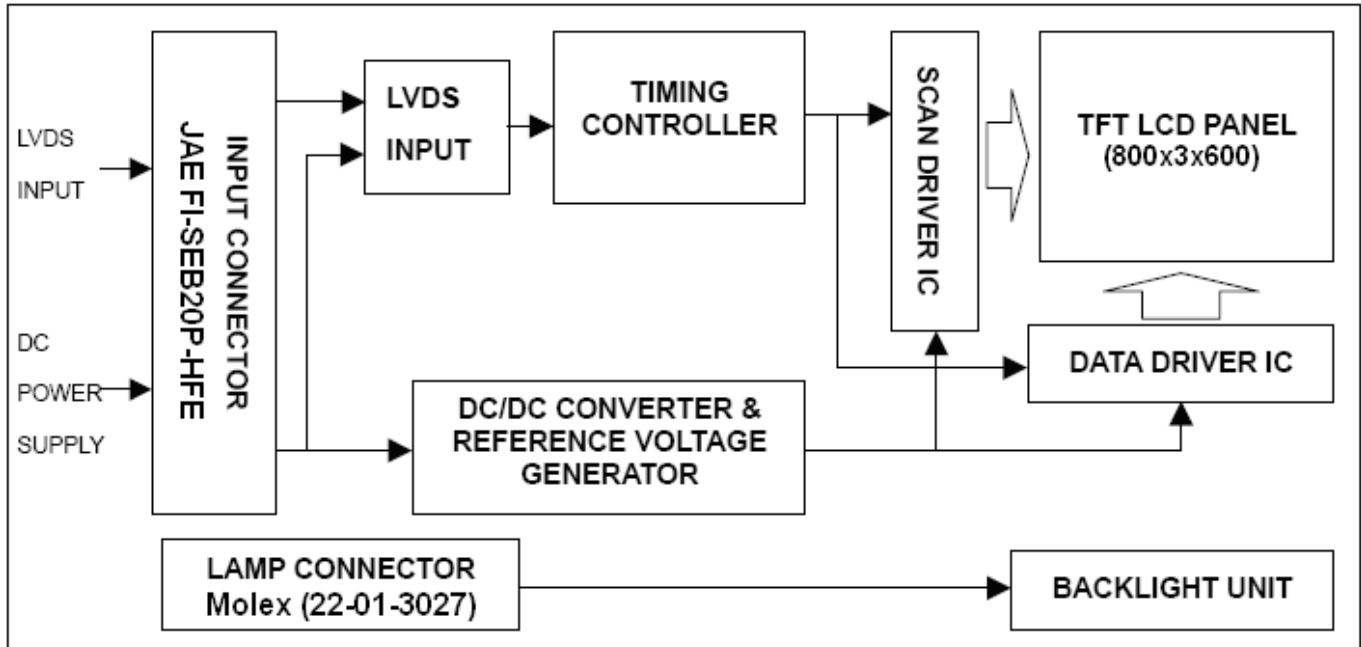 LVDS
INPUT
DC
POWER
SUPPLY
INPUT CONNECTOR
JAE FI-SEB20P-HFE
LVDS
INPUT
TIMING
CONTROLLER
SCAN DRIVER IC
TFT LCD PANEL
(800x3x600)
DATA DRIVER IC
DC/DC CONVERTER &
REFERENCE VOLTAGE
GENERATOR
LAMP CONNECTOR
Molex (22-01-3027)
BACKLIGHT UNIT